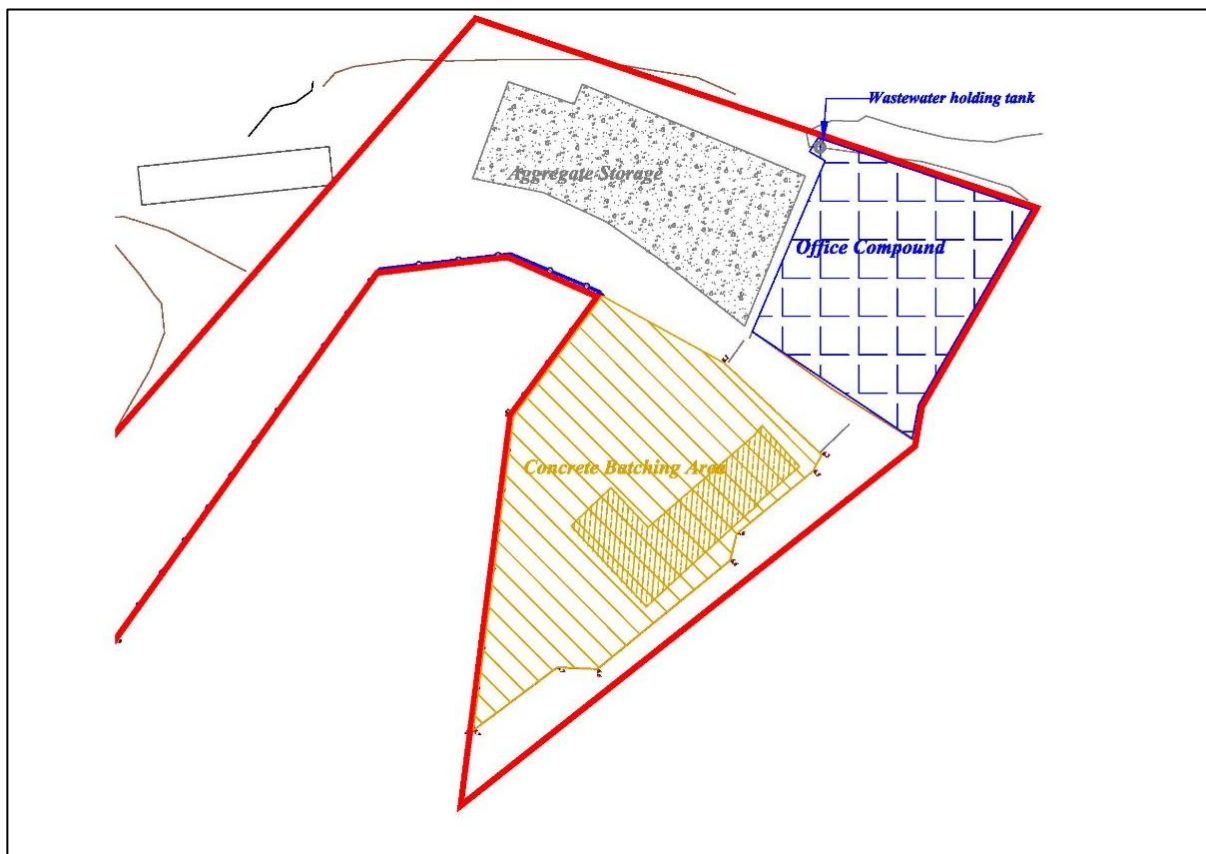 Wastewater holding tank
Aggregate Storage
Office Compound
Concrete Batching Area